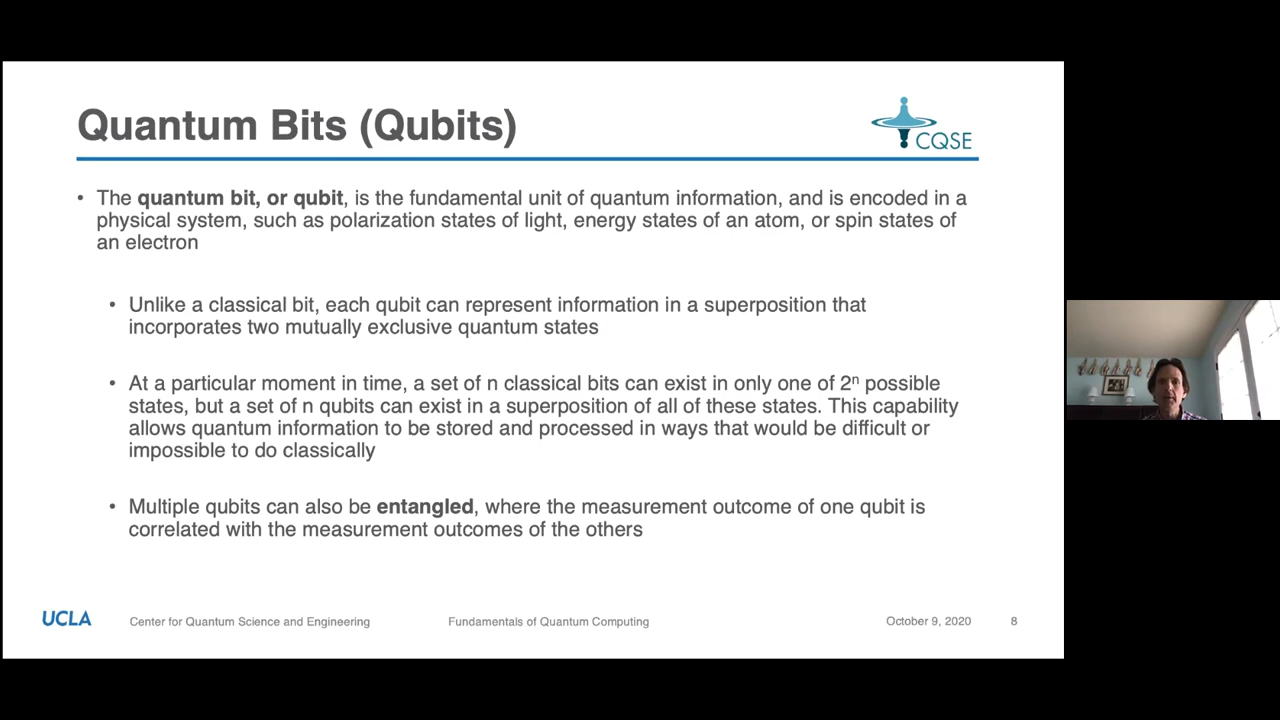 Quantum Bits (Qubits)
CQSE
• The quantum bit, or qubit, is the fundamental unit of quantum information, and is encoded in a
physical system, such as polarization states of light, energy states of an atom, or spin states of
an electron
• Unlike a classical bit, each qubit can represent information in a superposition that
incorporates two mutually exclusive quantum states
• At a particular moment in time, a set of n classical bits can exist in only one of 2ⁿ possible
states, but a set of n qubits can exist in a superposition of all of these states. This capability
allows quantum information to be stored and processed in ways that would be difficult or
impossible to do classically
• Multiple qubits can also be entangled, where the measurement outcome of one qubit is
correlated with the measurement outcomes of the others
UCLA Center for Quantum Science and Engineering Fundamentals of Quantum Computing October 9, 2020 8